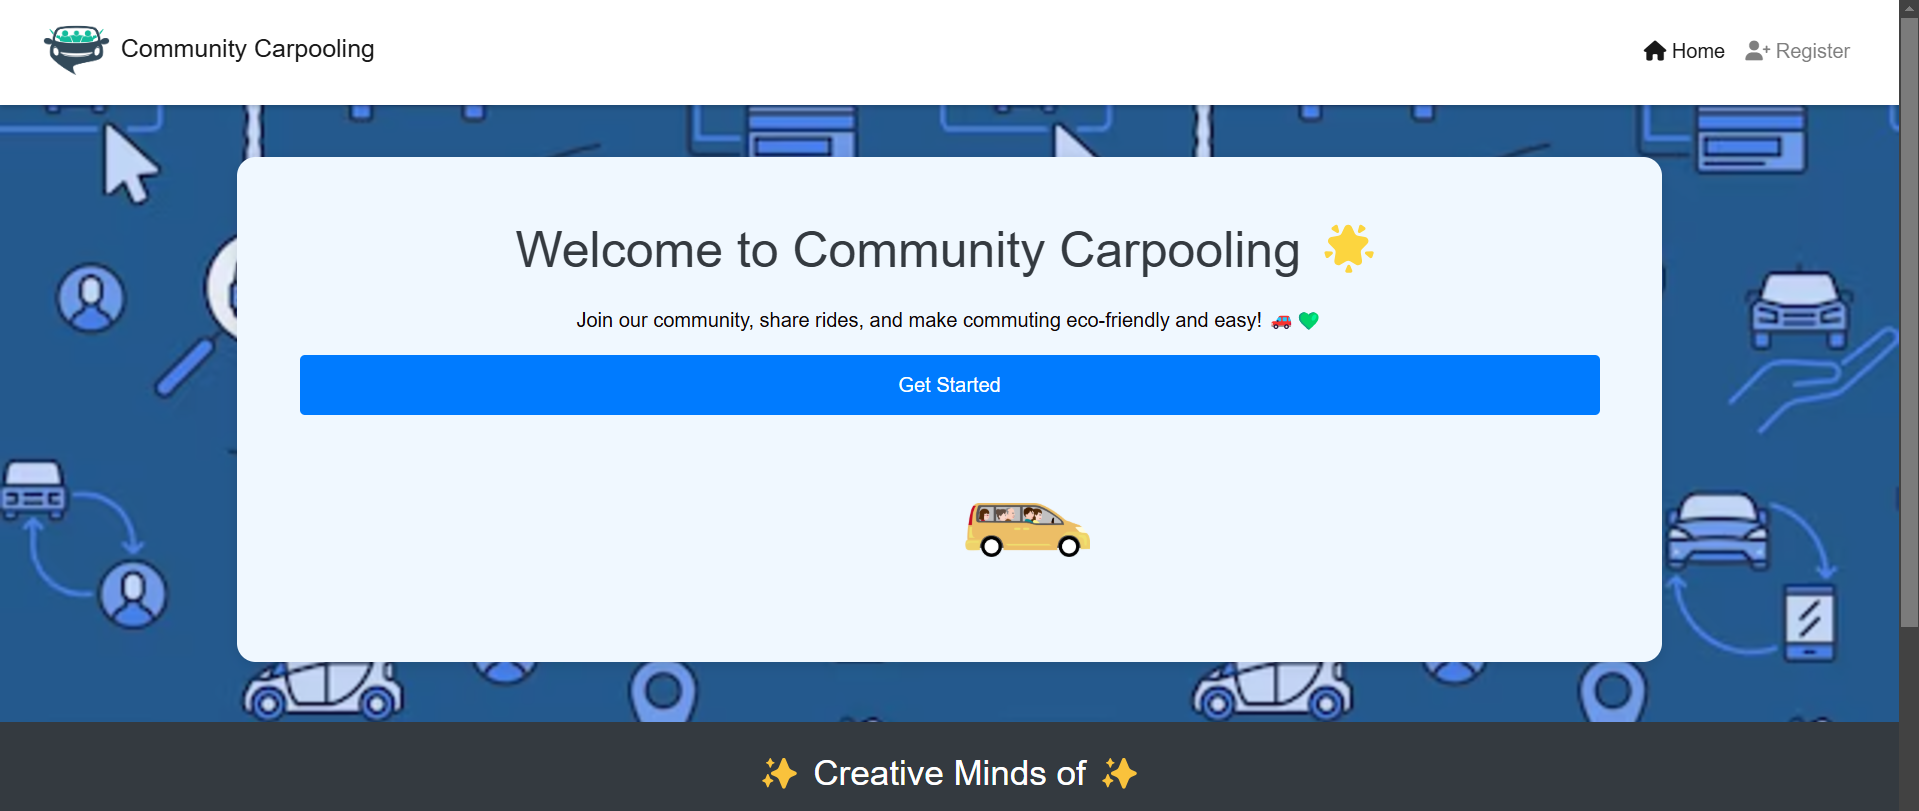 Community Carpooling
Home
Register
Welcome to Community Carpooling 🌟
Join our community, share rides, and make commuting eco-friendly and easy! 🚗 💚
Get Started
✨ Creative Minds of ✨